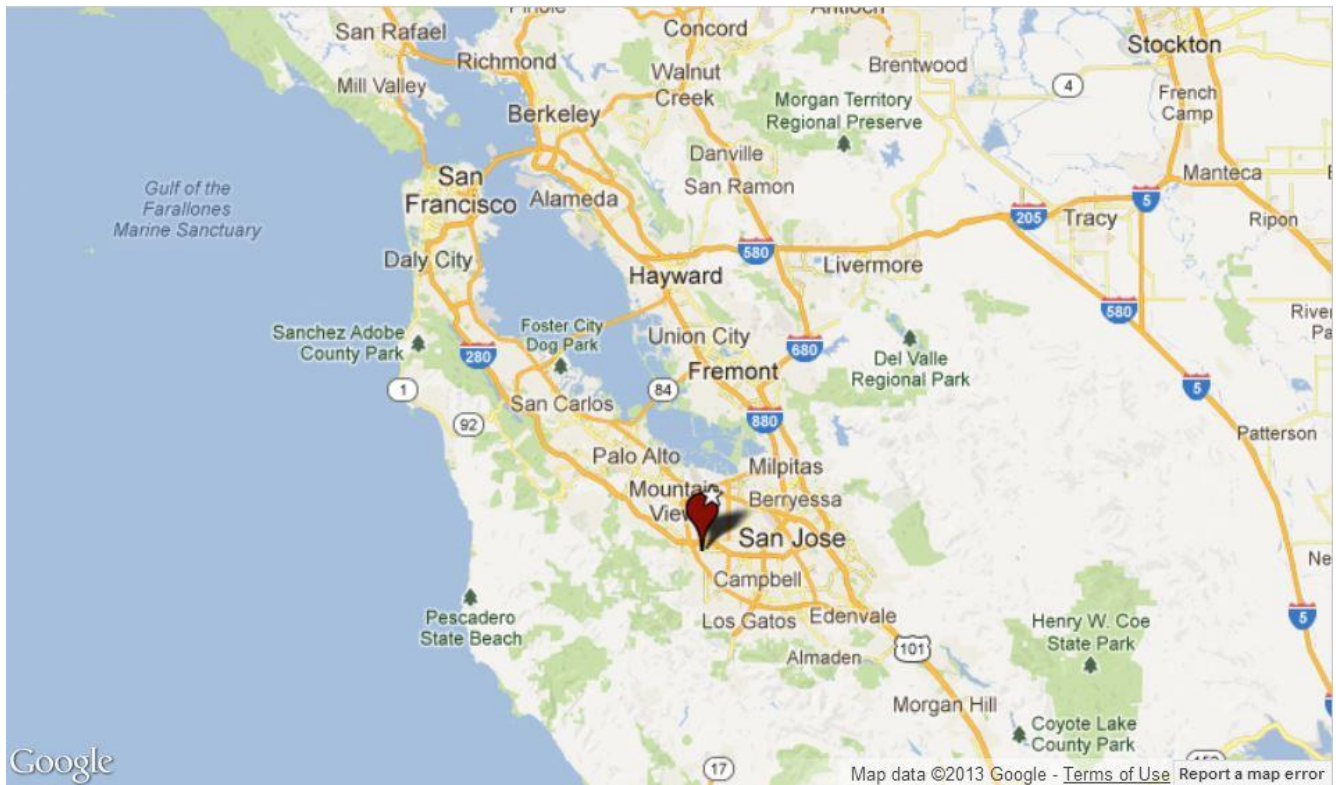 San Rafael
Concord
Antioch
Stockton
Richmond
Walnut
Creek
Brentwood
Mill Valley
4
French
Camp
Berkeley
Morgan Territory
Regional Preserve
Danville
San
Francisco
Alameda
San Ramon
Manteca
Gulf of the
Farallones
Marine Sanctuary
5
205
Tracy
Ripon
Daly City
580
Hayward
Livermore
580
Sanchez Adobe
County Park
Foster City
Dog Park
Union City
280
680
Del Valle
Regional Park
Fremont
1
84
5
San Carlos
92
880
Patterson
Palo Alto
Milpitas
Mountain
View
Berryessa
San Jose
Campbell
Pescadero
State Beach
Los Gatos
Edenvale
Henry W. Coe
State Park
5
101
Almaden
Morgan Hill
Coyote Lake
County Park
Google
17
152
Map data ©2013 Google - Terms of Use
Report a map error